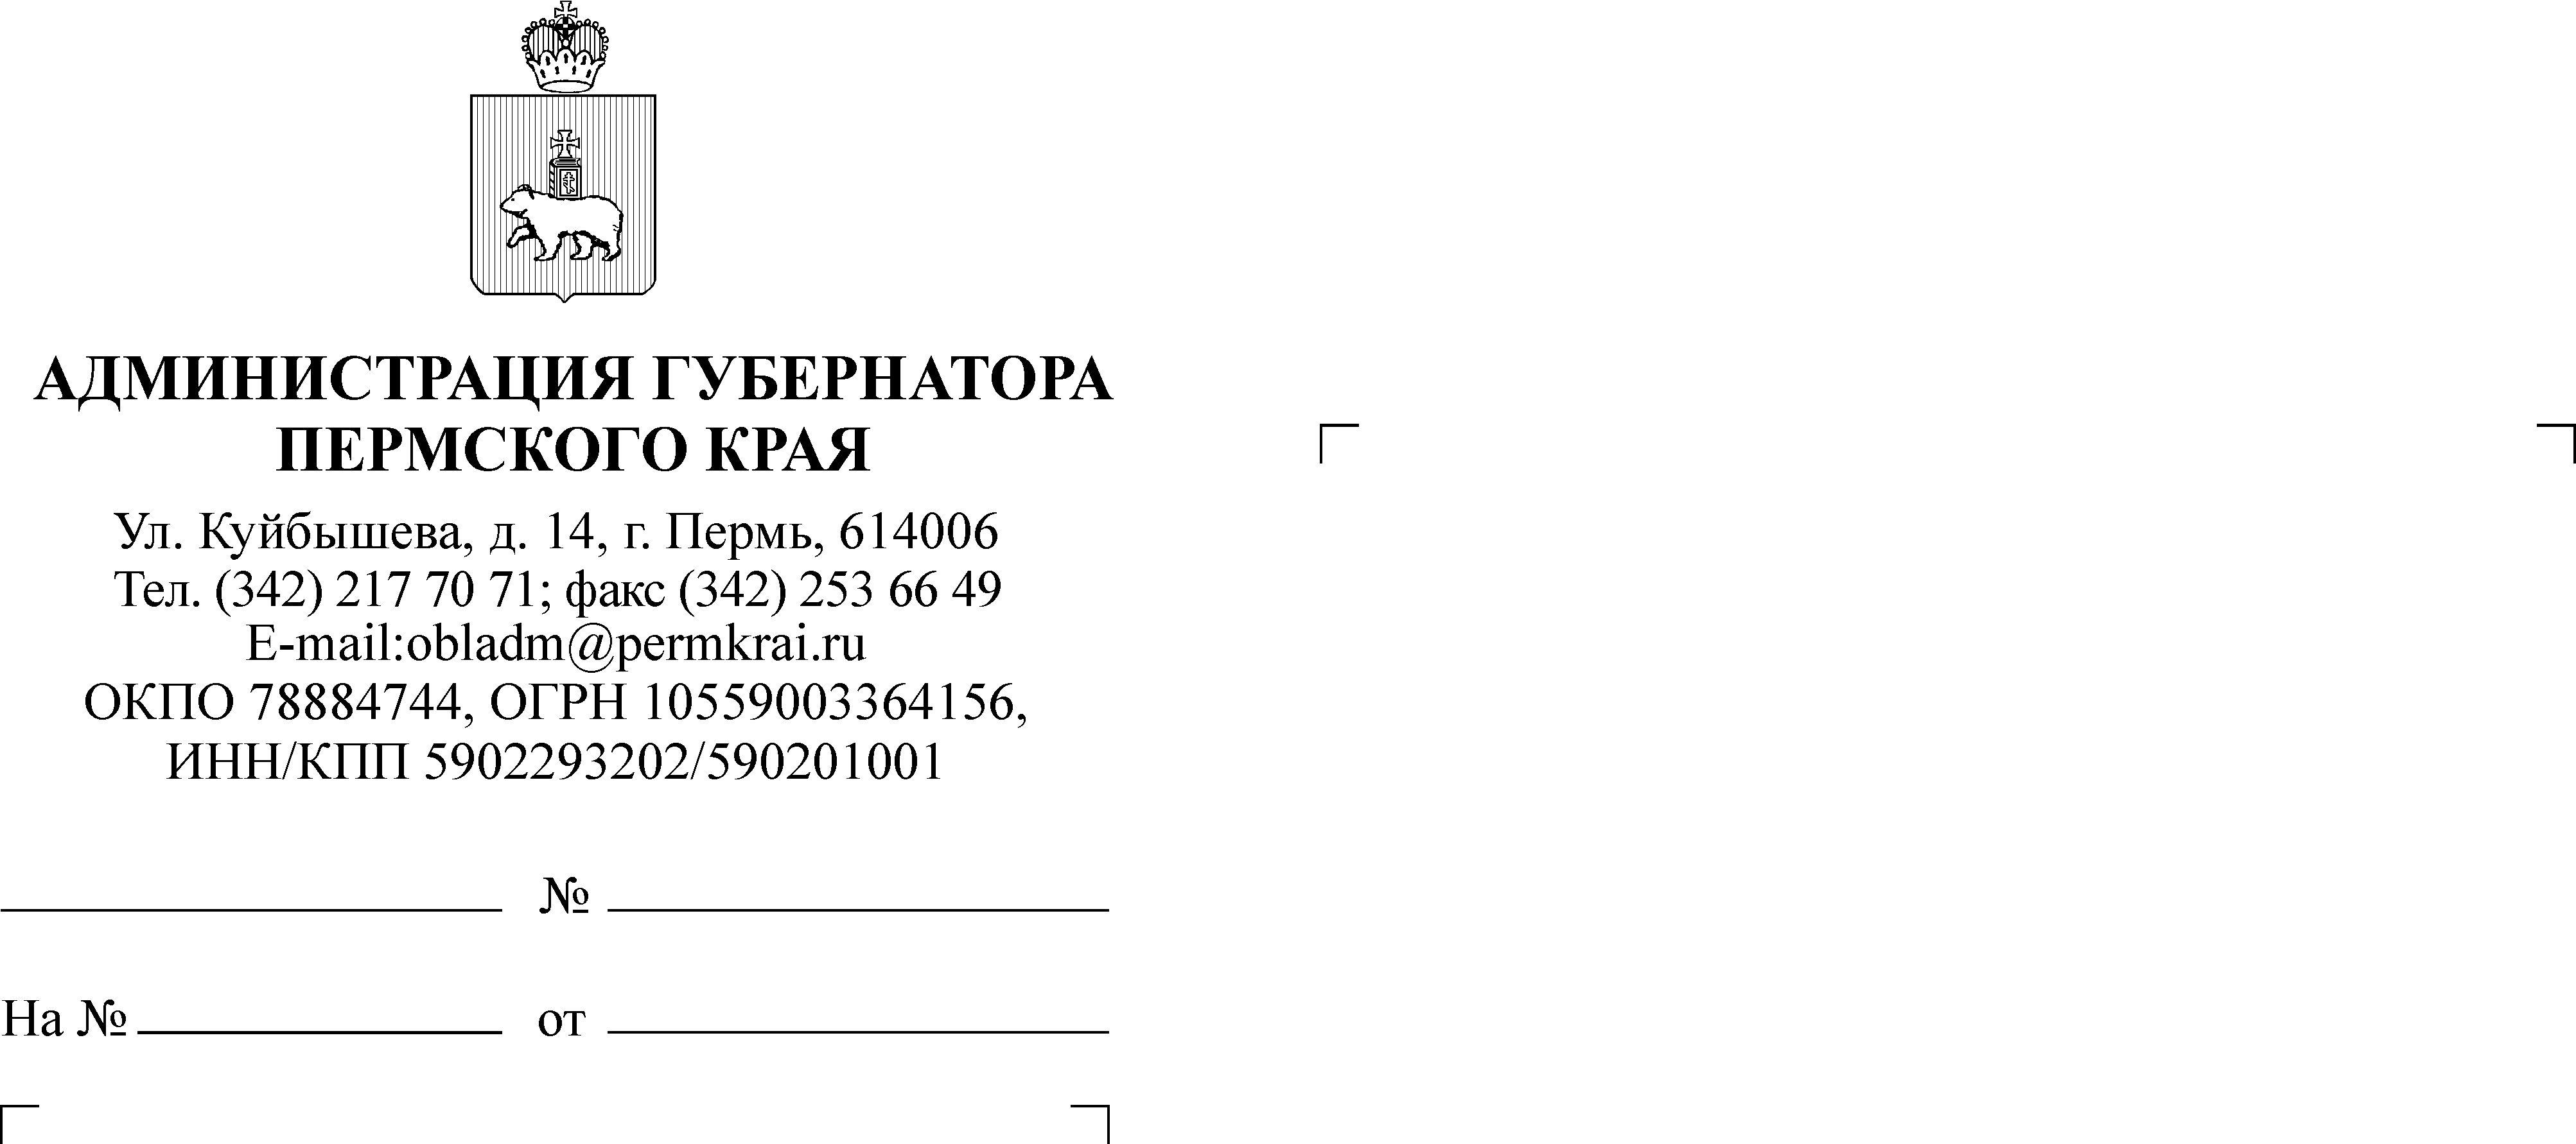 АДМИНИСТРАЦИЯ ГУБЕРНАТОРА
ПЕРМСКОГО КРАЯ
Ул. Куйбышева, д. 14, г. Пермь, 614006
Тел. (342) 217 70 71; факс (342) 253 66 49
E-mail:obladm@permkrai.ru
ОКПО 78884744, ОГРН 10559003364156,
ИНН/КПП 5902293202/590201001
№
На № от